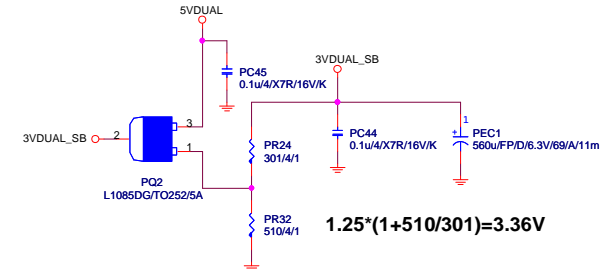 5VDUAL
3VDUAL_SB
PC45
0.1u/4/X7R/16V/K
3
3VDUAL_SB
2
1
PR24
301/4/1
PC44
0.1u/4/X7R/16V/K
1
+
PEC1
560u/FP/D/6.3V/69/A/11m
PQ2
L1085DG/TO252/5A
PR32
510/4/1
1.25*(1+510/301)=3.36V